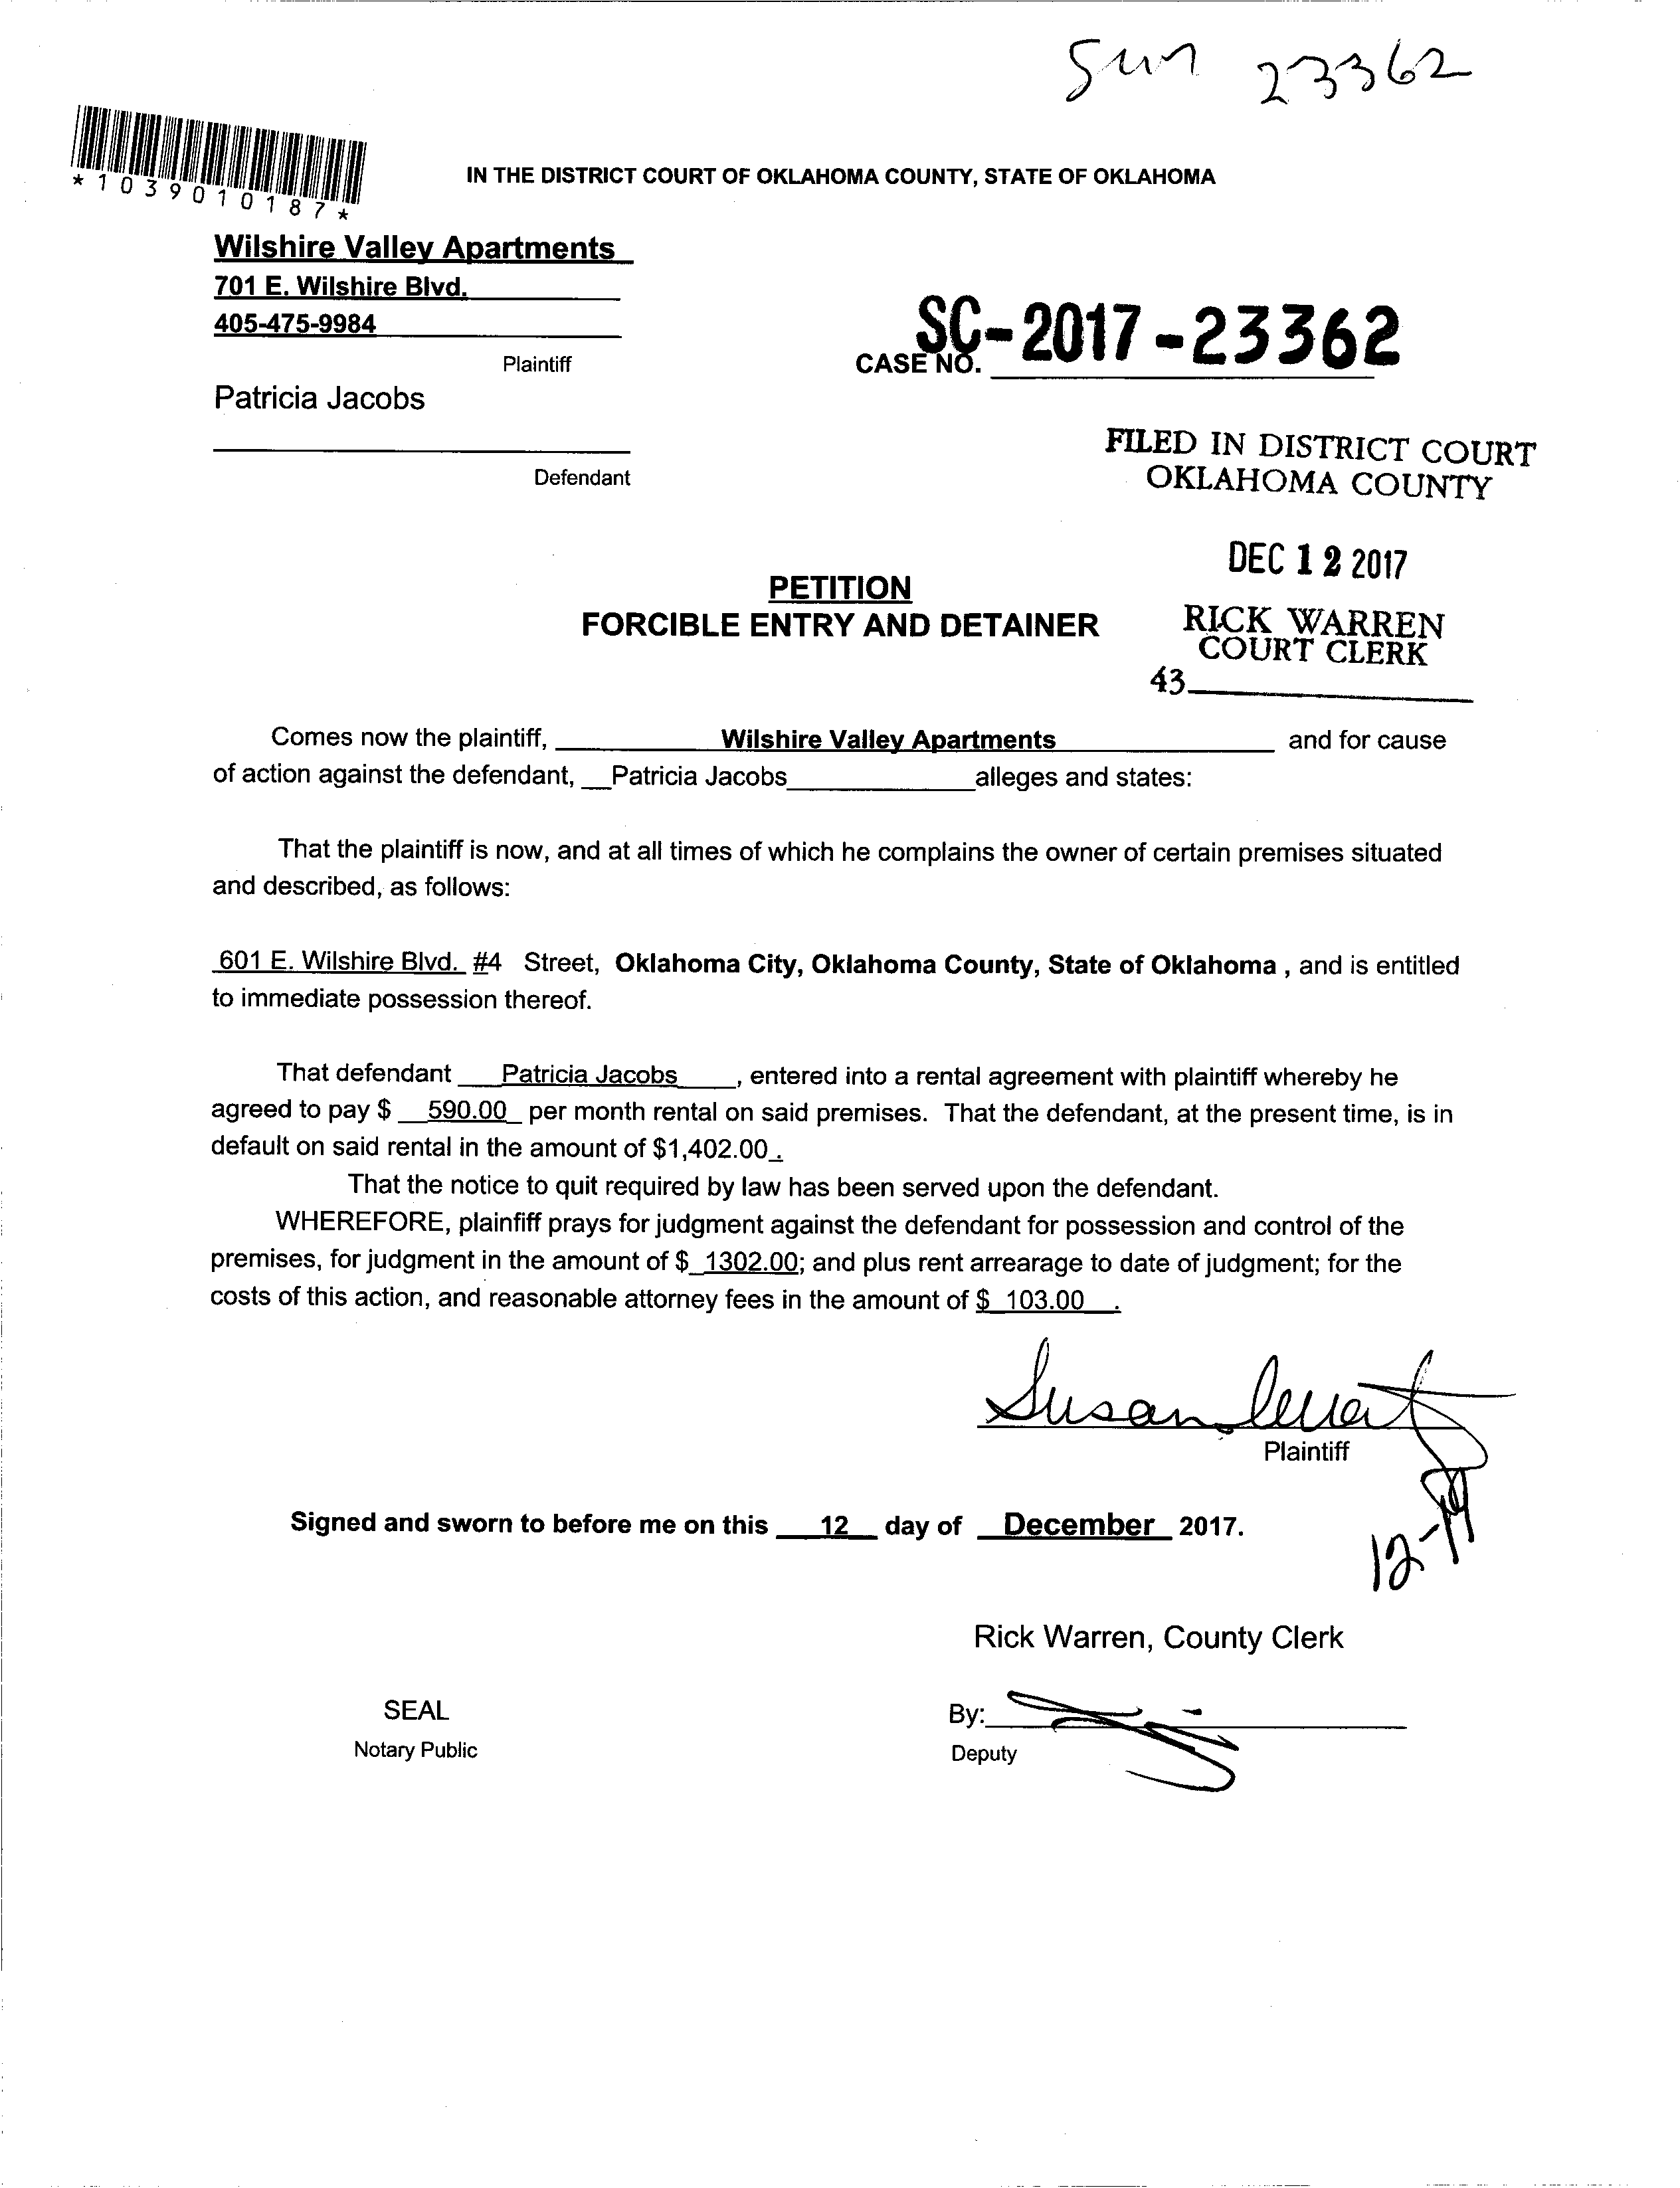 Sun 23362
*1039010187*
IN THE DISTRICT COURT OF OKLAHOMA COUNTY, STATE OF OKLAHOMA
Wilshire Valley Apartments
701 E. Wilshire Blvd.
405-475-9984
Plaintiff
SC-2017-23362
CASE NO.
Patricia Jacobs
Defendant
FILED IN DISTRICT COURT
OKLAHOMA COUNTY
DEC 12 2017
PETITION
FORCIBLE ENTRY AND DETAINER
RICK WARREN
COURT CLERK
43
Comes now the plaintiff, Wilshire Valley Apartments and for cause
of action against the defendant, Patricia Jacobs alleges and states:
That the plaintiff is now, and at all times of which he complains the owner of certain premises situated
and described, as follows:
601 E. Wilshire Blvd. #4 Street, Oklahoma City, Oklahoma County, State of Oklahoma , and is entitled
to immediate possession thereof.
That defendant Patricia Jacobs, entered into a rental agreement with plaintiff whereby he
agreed to pay $ 590.00 per month rental on said premises. That the defendant, at the present time, is in
default on said rental in the amount of $1,402.00 .
That the notice to quit required by law has been served upon the defendant.
WHEREFORE, plainfiff prays for judgment against the defendant for possession and control of the
premises, for judgment in the amount of $ 1302.00; and plus rent arrearage to date of judgment; for the
costs of this action, and reasonable attorney fees in the amount of $ 103.00 .
Susan
Plaintiff
Signed and sworn to before me on this 12 day of December 2017.
Rick Warren, County Clerk
SEAL
By:
Notary Public
Deputy